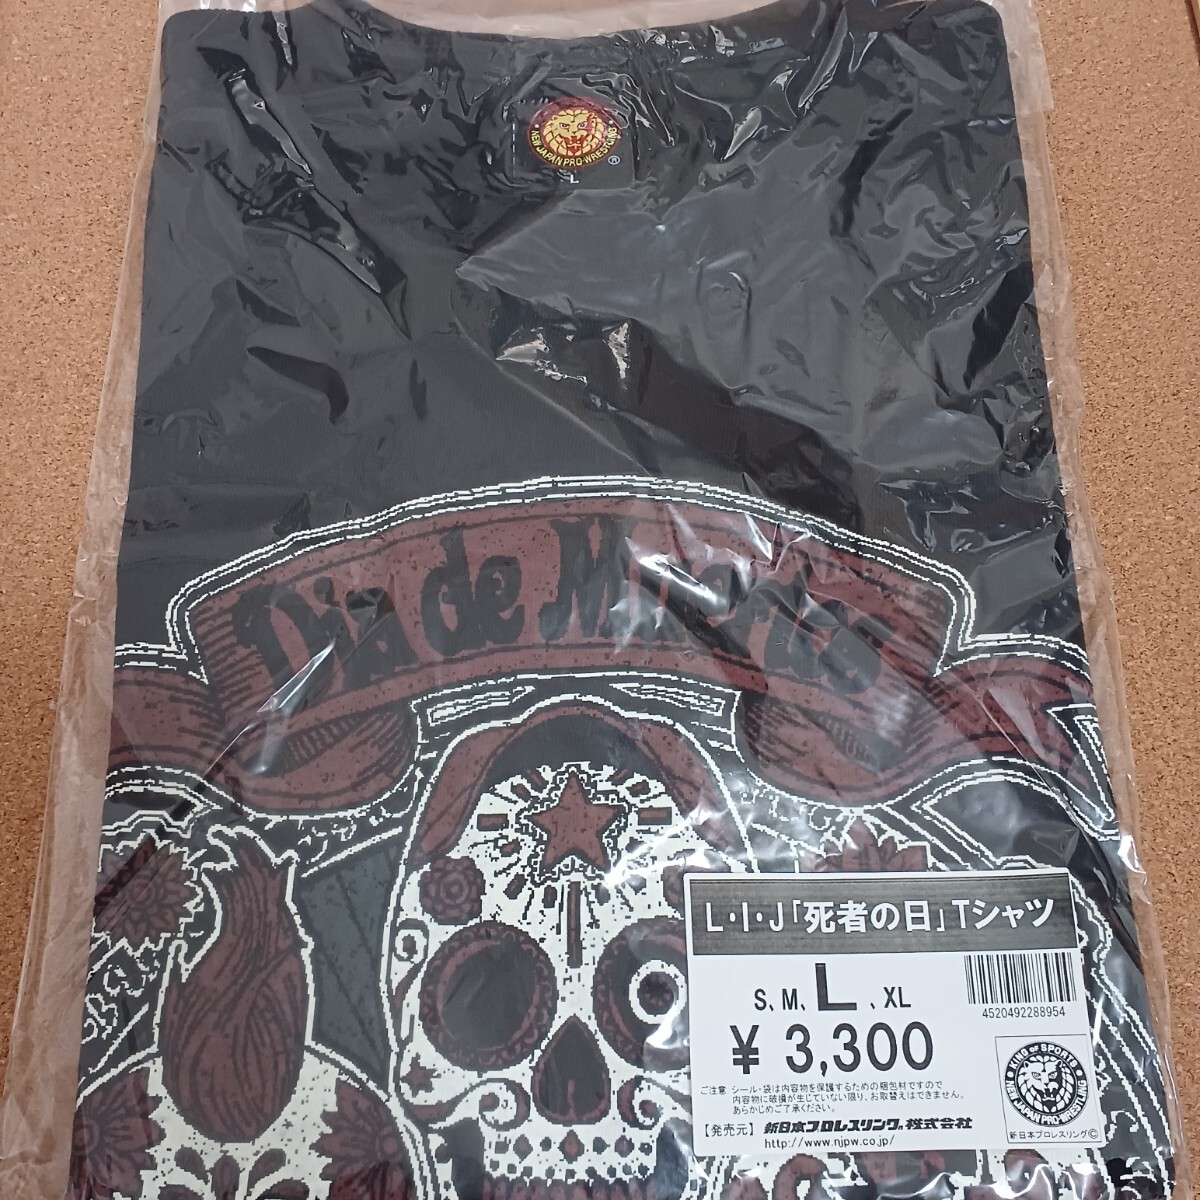 NEW JAPAN PRO-WRESTLING
®
L
Día de Muertos
L・I・J「死者の日」Tシャツ
S、M、L、XL
¥ 3,300
4520492288954
ご注意 シール・袋は内容物を保護するための梱包材ですので
内容物に破損が生じていない限り、お取替えはできません。
あらかじめご了承ください。
【発売元】 新日本プロレスリング株式会社
http://www.njpw.co.jp/
KING OF SPORTS
NEW JAPAN PRO-WRESTLING
新日本プロレスリング©